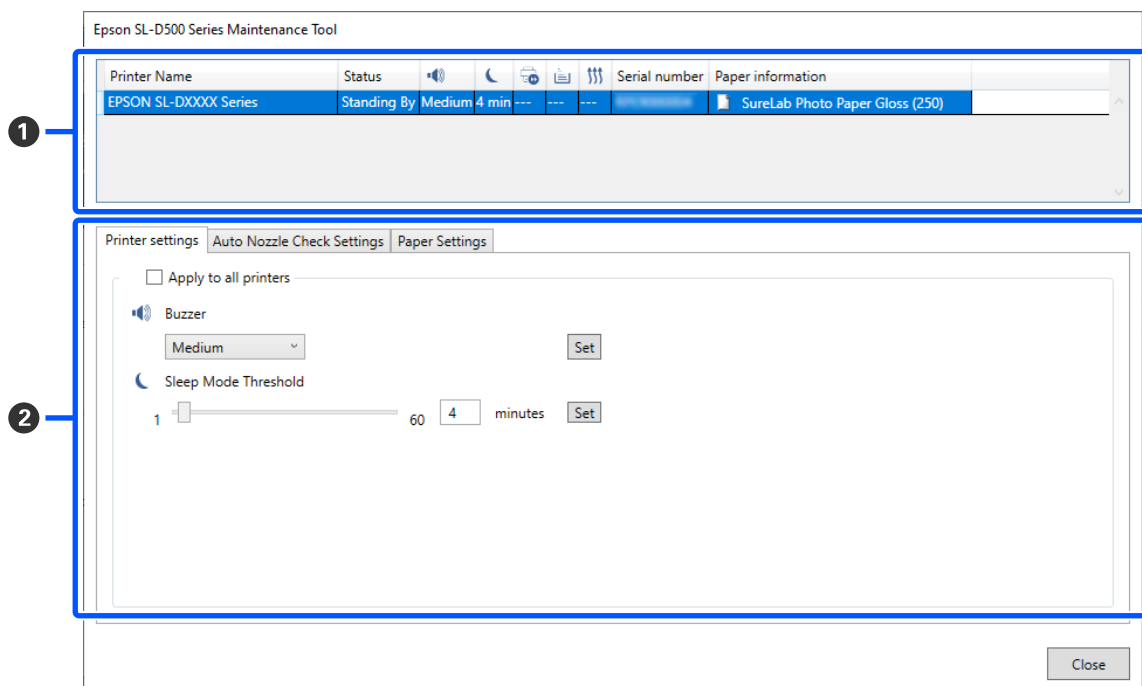 Epson SL-D500 Series Maintenance Tool
Printer Name Status Serial number Paper information
EPSON SL-DXXXX Series Standing By Medium 4 min --- --- --- SureLab Photo Paper Gloss (250)
1
Printer settings Auto Nozzle Check Settings Paper Settings
Apply to all printers
Buzzer
Medium Set
Sleep Mode Threshold
2
1 60 4 minutes Set
Close